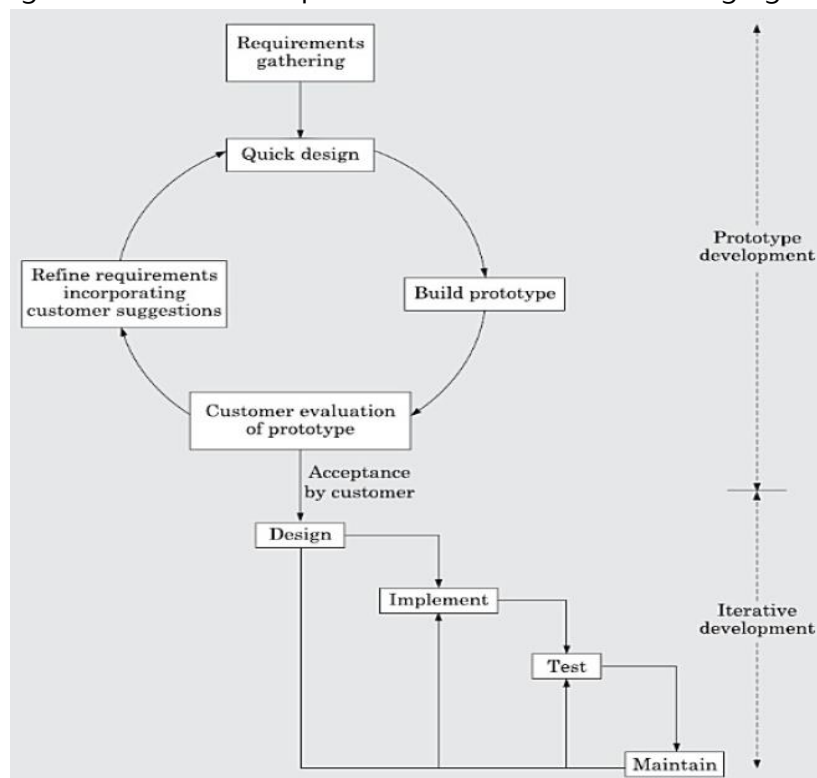 Requirements
gathering
Quick design
Prototype
development
Refine requirements
incorporating
customer suggestions
Build prototype
Customer evaluation
of prototype
Acceptance
by customer
Design
Implement
Iterative
development
Test
Maintain